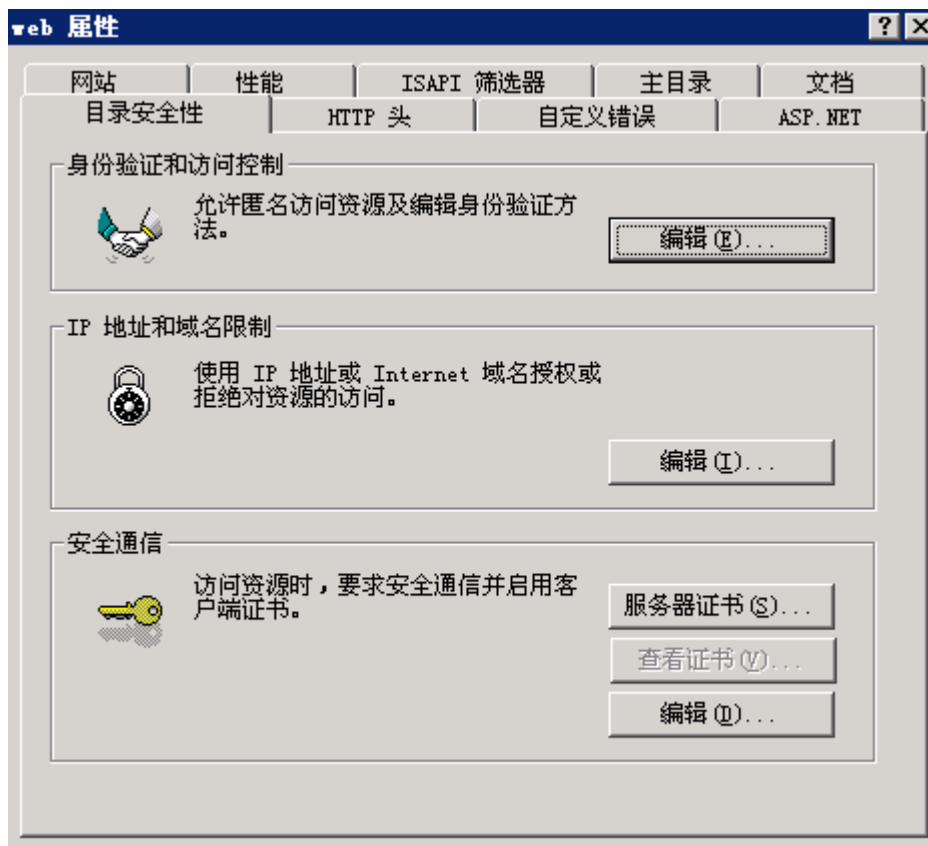 web 属性
网站 性能 ISAPI 筛选器 主目录 文档
目录安全性 HTTP 头 自定义错误 ASP.NET
身份验证和访问控制
允许匿名访问资源及编辑身份验证方
法。
编辑(E)...
IP 地址和域名限制
使用 IP 地址或 Internet 域名授权或
拒绝对资源的访问。
编辑(I)...
安全通信
访问资源时，要求安全通信并启用客
户端证书。
服务器证书(S)...
查看证书(V)...
编辑(D)...